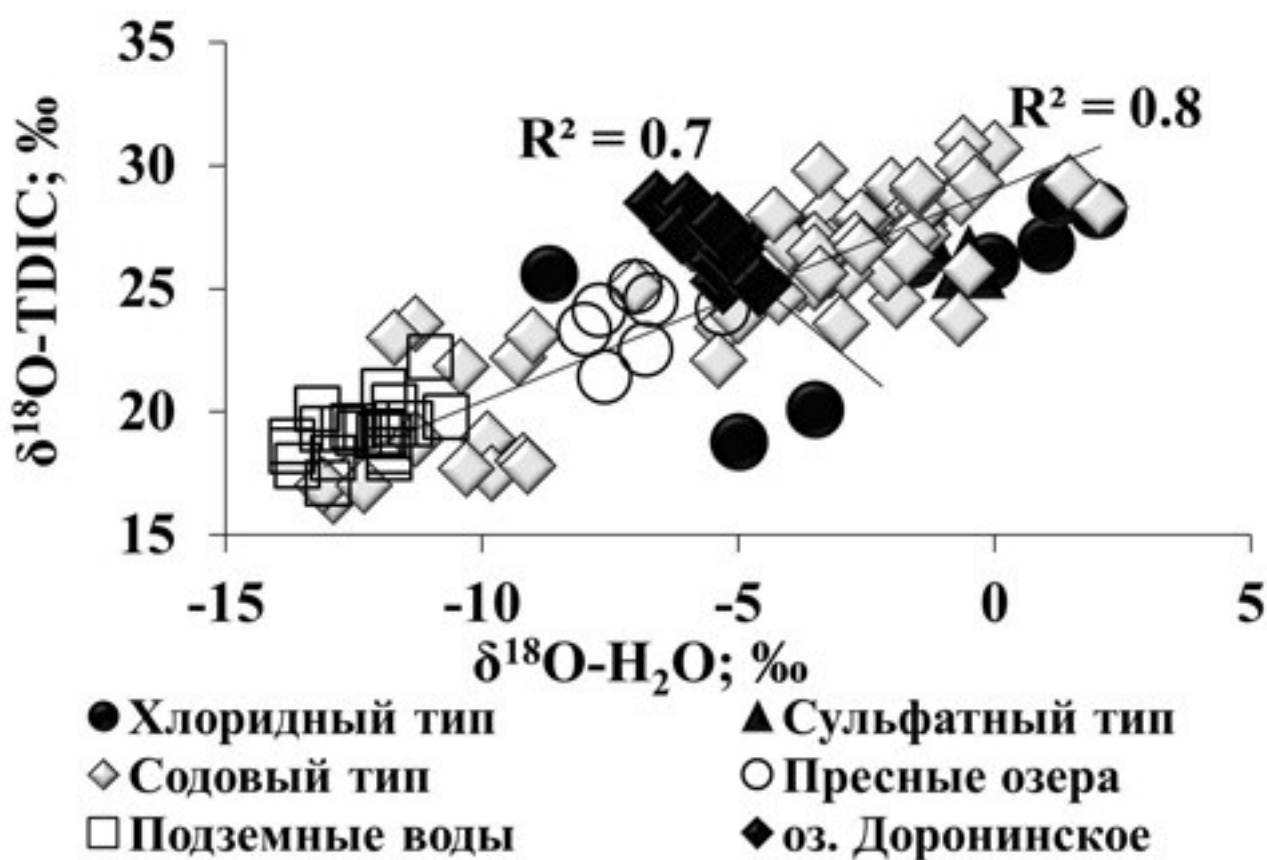 35
R² = 0.7
R² = 0.8
30
25
20
15
-15 -10 -5 0 5
δ¹⁸O-TDIC; ‰
δ¹⁸O-H₂O; ‰
Хлоридный тип
Сульфатный тип
Содовый тип
Пресные озера
Подземные воды
оз. Доронинское